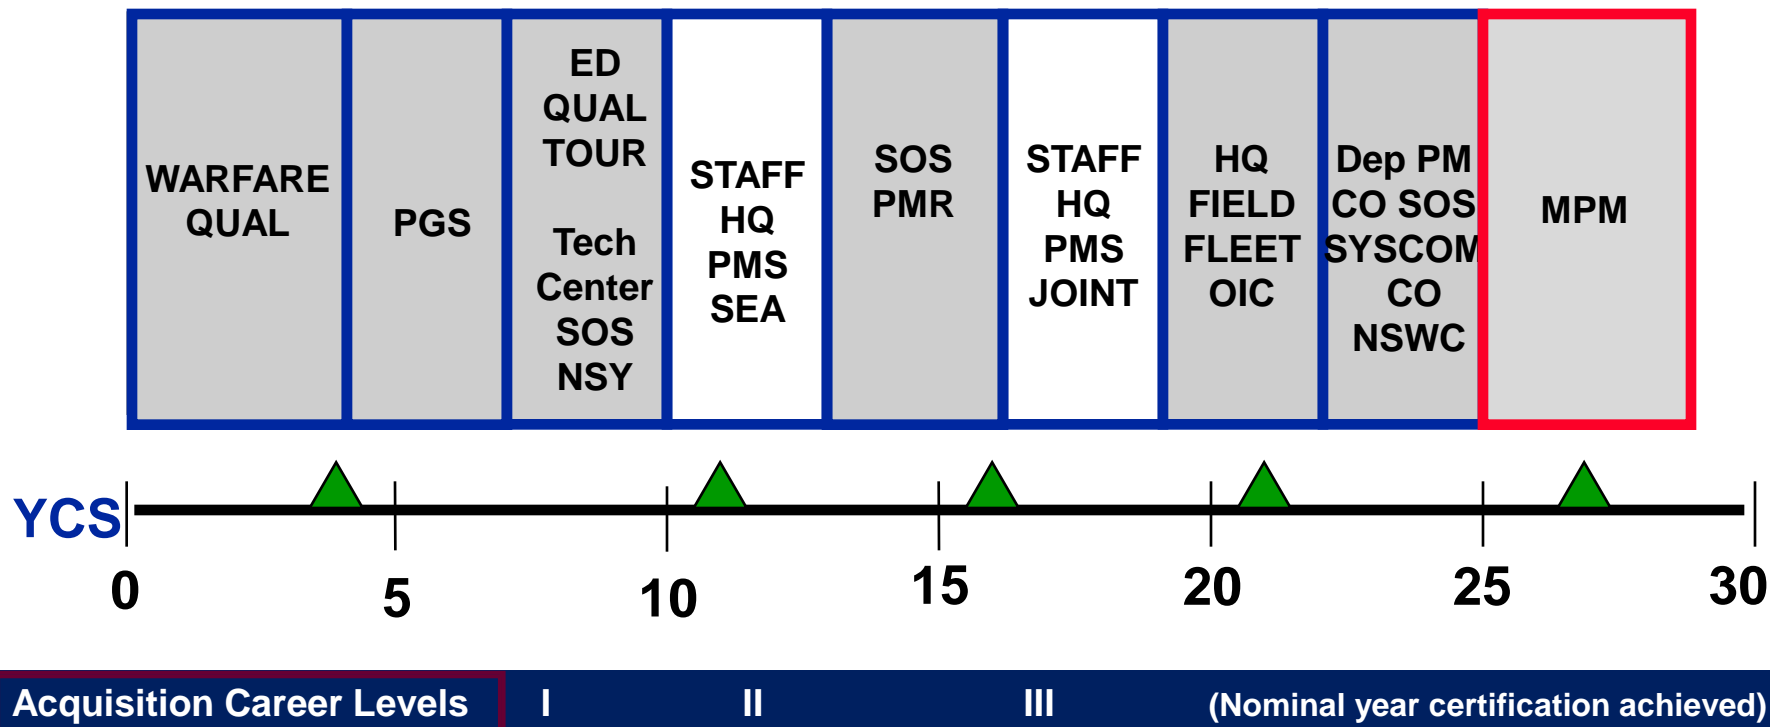 WARFARE
QUAL
PGS
ED
QUAL
TOUR
Tech
Center
SOS
NSY
STAFF
HQ
PMS
SEA
SOS
PMR
STAFF
HQ
PMS
JOINT
HQ
FIELD
FLEET
OIC
Dep PM
CO SOS
SYSCOM
CO
NSWC
MPM
YCS
0 5 10 15 20 25 30
Acquisition Career Levels I II III (Nominal year certification achieved)